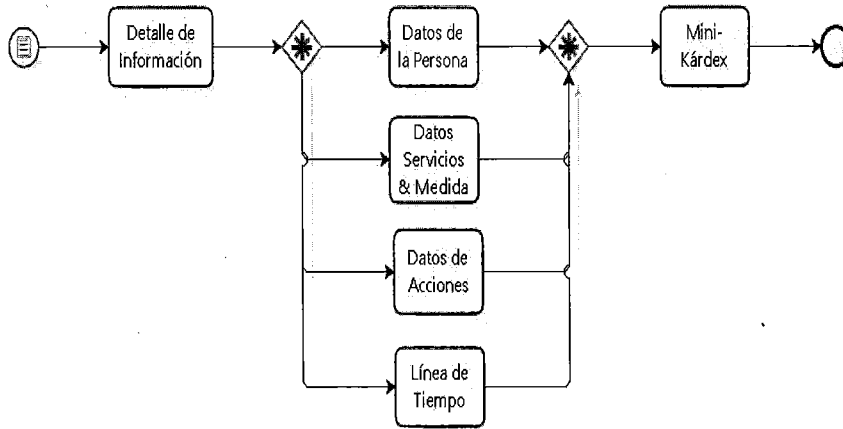 Detalle de
Información
Datos de
la Persona
Mini-
Kárdex
Datos
Servicios
& Medida
Datos de
Acciones
Línea de
Tiempo